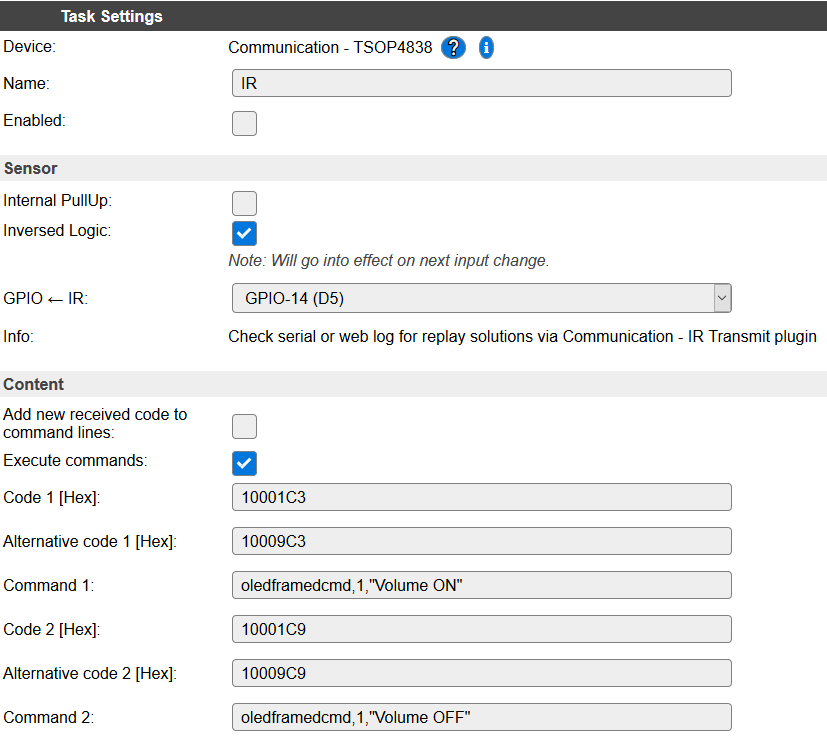 Task Settings
Device: Communication - TSOP4838 ? i
Name: IR
Enabled:
Sensor
Internal PullUp:
Inversed Logic:
Note: Will go into effect on next input change.
GPIO ← IR: GPIO-14 (D5)
Info: Check serial or web log for replay solutions via Communication - IR Transmit plugin
Content
Add new received code to
command lines:
Execute commands:
Code 1 [Hex]: 10001C3
Alternative code 1 [Hex]: 10009C3
Command 1: oledframedcmd,1,"Volume ON"
Code 2 [Hex]: 10001C9
Alternative code 2 [Hex]: 10009C9
Command 2: oledframedcmd,1,"Volume OFF"